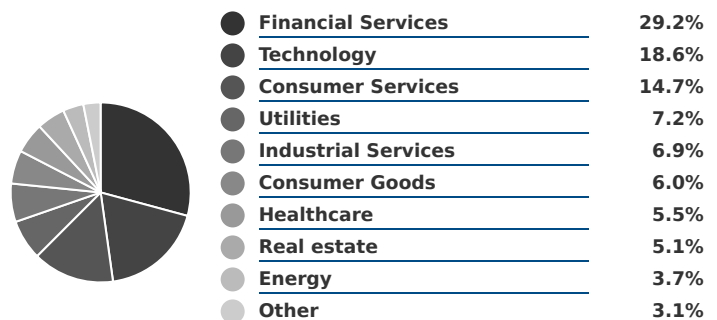 Financial Services 29.2%
Technology 18.6%
Consumer Services 14.7%
Utilities 7.2%
Industrial Services 6.9%
Consumer Goods 6.0%
Healthcare 5.5%
Real estate 5.1%
Energy 3.7%
Other 3.1%